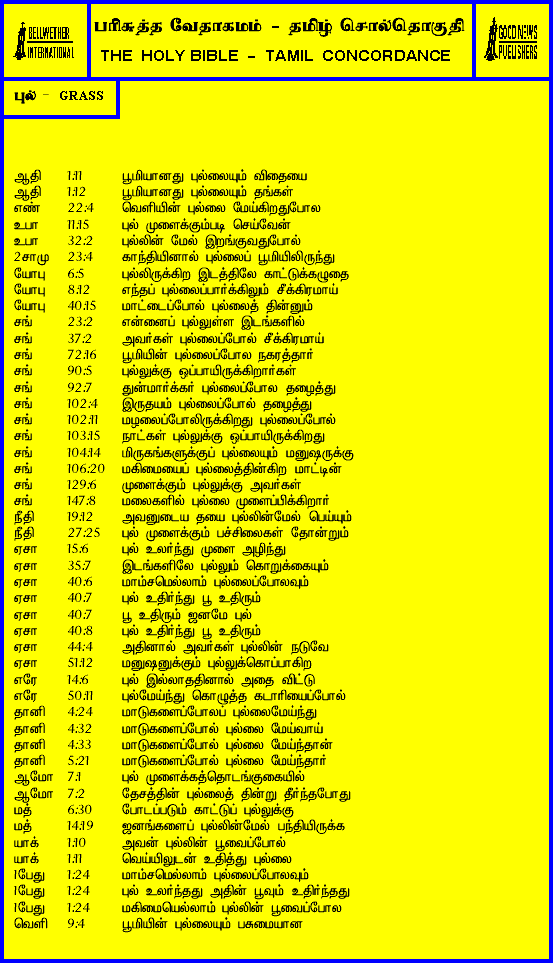 BELLWETHER INTERNATIONAL
பரிசுத்த வேதாகமம் - தமிழ் சொல்தொகுதி
THE HOLY BIBLE - TAMIL CONCORDANCE
GOOD NEWS PUBLISHERS
புல் - GRASS
ஆதி 1:11 பூமியானது புல்லையும் விதையை
ஆதி 1:12 பூமியானது புல்லையும் தங்கள்
எண் 22:4 வெளியின் புல்லை மேய்கிறதுபோல
உபா 11:15 புல் முளைக்கும்படி செய்வேன்
உபா 32:2 புல்லின் மேல் இறங்குவதுபோல்
2சாமு 23:4 காந்தியினால் புல்லைப் பூமியிலிருந்து
யோபு 6:5 புல்லிருக்கிற இடத்திலே காட்டுக்கழுதை
யோபு 8:12 எந்தப் புல்லைப்பார்க்கிலும் சீக்கிரமாய்
யோபு 40:15 மாட்டைப்போல் புல்லைத் தின்னும்
சங் 23:2 என்னைப் புல்லுள்ள இடங்களில்
சங் 37:2 அவர்கள் புல்லைப்போல் சீக்கிரமாய்
சங் 72:16 பூமியின் புல்லைப்போல நகரத்தார்
சங் 90:5 புல்லுக்கு ஒப்பாயிருக்கிறார்கள்
சங் 92:7 துன்மார்க்கர் புல்லைப்போல தழைத்து
சங் 102:4 இருதயம் புல்லைப்போல் தழைத்து
சங் 102:11 மழலைப்போலிருக்கிறது புல்லைப்போல்
சங் 103:15 நாட்கள் புல்லுக்கு ஒப்பாயிருக்கிறது
சங் 104:14 மிருகங்களுக்குப் புல்லையும் மனுஷருக்கு
சங் 106:20 மகிமையைப் புல்லைத்தின்கிற மாட்டின்
சங் 129:6 முளைக்கும் புல்லுக்கு அவர்கள்
சங் 147:8 மலைகளில் புல்லை முளைப்பிக்கிறார்
நீதி 19:12 அவனுடைய தயை புல்லின்மேல் பெய்யும்
நீதி 27:25 புல் முளைக்கும் பச்சிலைகள் தோன்றும்
ஏசா 15:6 புல் உலர்ந்து முளை அழிந்து
ஏசா 35:7 இடங்களிலே புல்லும் கொறுக்கையும்
ஏசா 40:6 மாம்சமெல்லாம் புல்லைப்போலவும்
ஏசா 40:7 புல் உதிர்ந்து பூ உதிரும்
ஏசா 40:7 பூ உதிரும் ஜனமே புல்
ஏசா 40:8 புல் உதிர்ந்து பூ உதிரும்
ஏசா 44:4 அதினால் அவர்கள் புல்லின் நடுவே
ஏசா 51:12 மனுஷனுக்கும் புல்லுக்கொப்பாகிற
எரே 14:6 புல் இல்லாததினால் அதை விட்டு
எரே 50:11 புல்மேய்ந்து கொழுத்த கடாரியைப்போல்
தானி 4:24 மாடுகளைப்போலப் புல்லைமேய்ந்து
தானி 4:32 மாடுகளைப்போல் புல்லை மேய்வாய்
தானி 4:33 மாடுகளைப்போல் புல்லை மேய்ந்தான்
தானி 5:21 மாடுகளைப்போல் புல்லை மேய்ந்தார்
ஆமோ 7:1 புல் முளைக்கத்தொடங்குகையில்
ஆமோ 7:2 தேசத்தின் புல்லைத் தின்று தீர்ந்தபோது
மத் 6:30 போடப்படும் காட்டுப் புல்லுக்கு
மத் 14:19 ஜனங்களைப் புல்லின்மேல் பந்தியிருக்க
யாக் 1:10 அவன் புல்லின் பூவைப்போல்
யாக் 1:11 வெய்யிலுடன் உதித்து புல்லை
1பேது 1:24 மாம்சமெல்லாம் புல்லைப்போலவும்
1பேது 1:24 புல் உலர்ந்தது அதின் பூவும் உதிர்ந்தது
1பேது 1:24 மகிமையெல்லாம் புல்லின் பூவைப்போல
வெளி 9:4 பூமியின் புல்லையும் பசுமையான